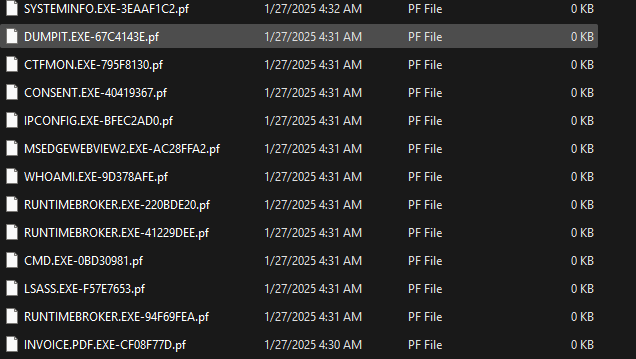 SYSTEMINFO.EXE-3EAAF1C2.pf 1/27/2025 4:32 AM PF File 0 KB
DUMPIT.EXE-67C4143E.pf 1/27/2025 4:31 AM PF File 0 KB
CTFMON.EXE-795F8130.pf 1/27/2025 4:31 AM PF File 0 KB
CONSENT.EXE-40419367.pf 1/27/2025 4:31 AM PF File 0 KB
IPCONFIG.EXE-BFEC2AD0.pf 1/27/2025 4:31 AM PF File 0 KB
MSEDGEWEBVIEW2.EXE-AC28FFA2.pf 1/27/2025 4:31 AM PF File 0 KB
WHOAMI.EXE-9D378AFE.pf 1/27/2025 4:31 AM PF File 0 KB
RUNTIMEBROKER.EXE-220BDE20.pf 1/27/2025 4:31 AM PF File 0 KB
RUNTIMEBROKER.EXE-41229DEE.pf 1/27/2025 4:31 AM PF File 0 KB
CMD.EXE-0BD30981.pf 1/27/2025 4:31 AM PF File 0 KB
LSASS.EXE-F57E7653.pf 1/27/2025 4:31 AM PF File 0 KB
RUNTIMEBROKER.EXE-94F69FEA.pf 1/27/2025 4:31 AM PF File 0 KB
INVOICE.PDF.EXE-CF08F77D.pf 1/27/2025 4:30 AM PF File 0 KB